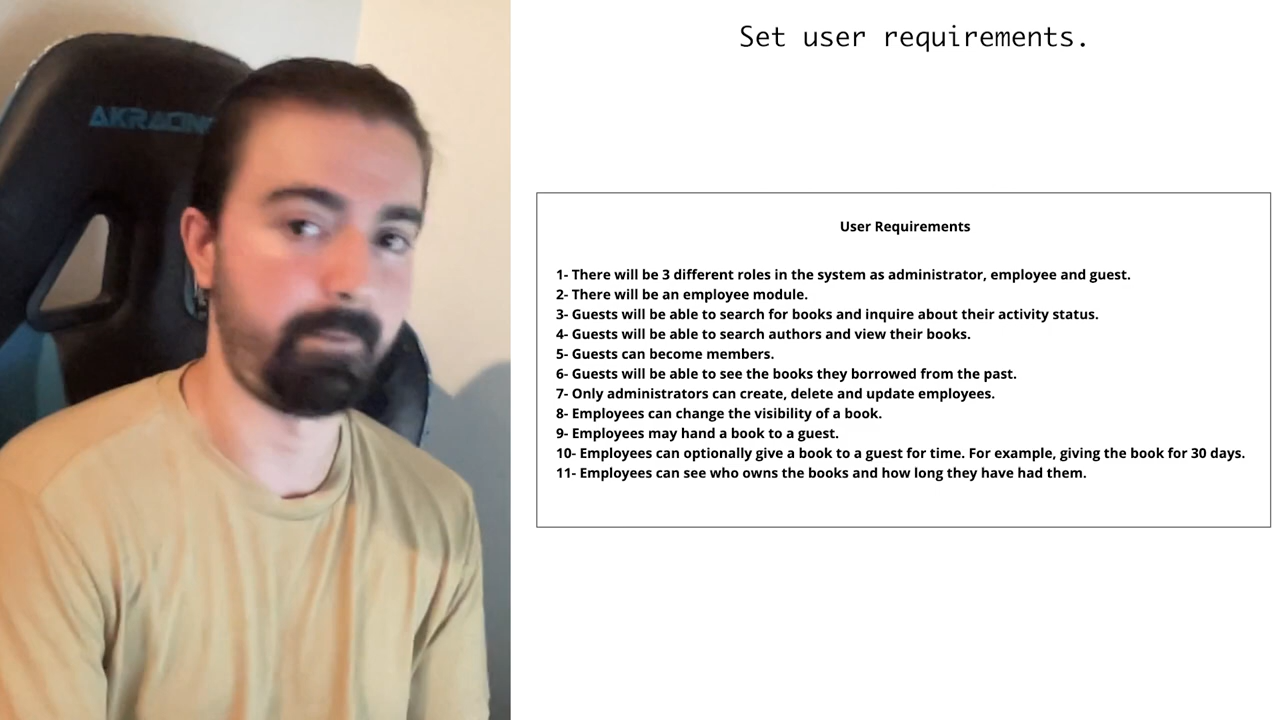 AKRACING
Set user requirements.
User Requirements
1- There will be 3 different roles in the system as administrator, employee and guest.
2- There will be an employee module.
3- Guests will be able to search for books and inquire about their activity status.
4- Guests will be able to search authors and view their books.
5- Guests can become members.
6- Guests will be able to see the books they borrowed from the past.
7- Only administrators can create, delete and update employees.
8- Employees can change the visibility of a book.
9- Employees may hand a book to a guest.
10- Employees can optionally give a book to a guest for time. For example, giving the book for 30 days.
11- Employees can see who owns the books and how long they have had them.